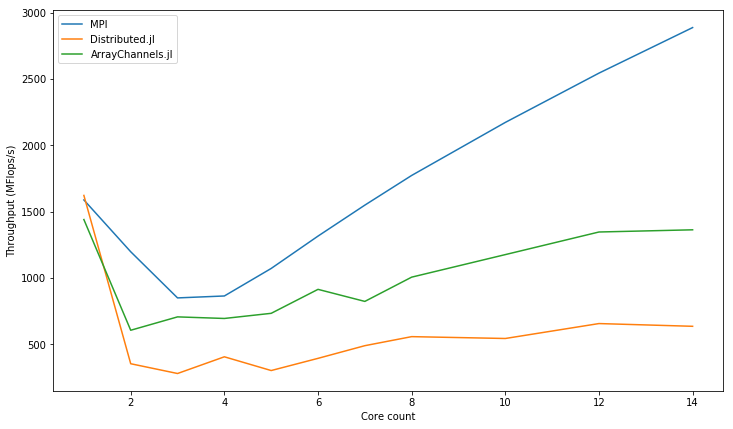 3000
2500
2000
1500
1000
500
Throughput (MFlops/s)
MPI
Distributed.jl
ArrayChannels.jl
2 4 6 8 10 12 14
Core count